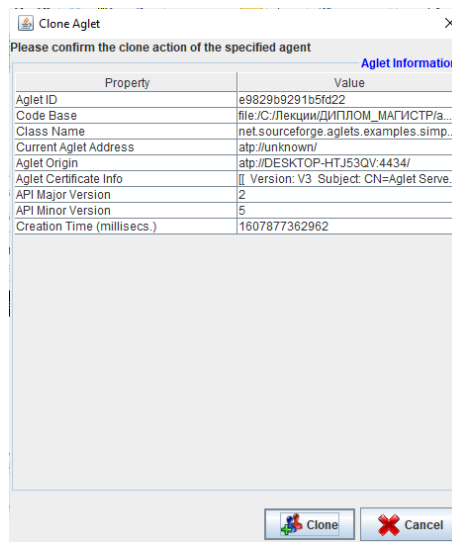 Clone Aglet
Please confirm the clone action of the specified agent
Aglet Information
Property Value
Aglet ID e9829b9291b5fd22
Code Base file:/C:/Лекции/ДИПЛОМ_МАГИСТР/a...
Class Name net.sourceforge.aglets.examples.simp...
Current Aglet Address atp://unknown/
Aglet Origin atp://DESKTOP-HTJ53QV:4434/
Aglet Certificate Info [[ Version: V3 Subject: CN=Aglet Serve...
API Major Version 2
API Minor Version 5
Creation Time (millisecs.) 1607877362962
Clone Cancel